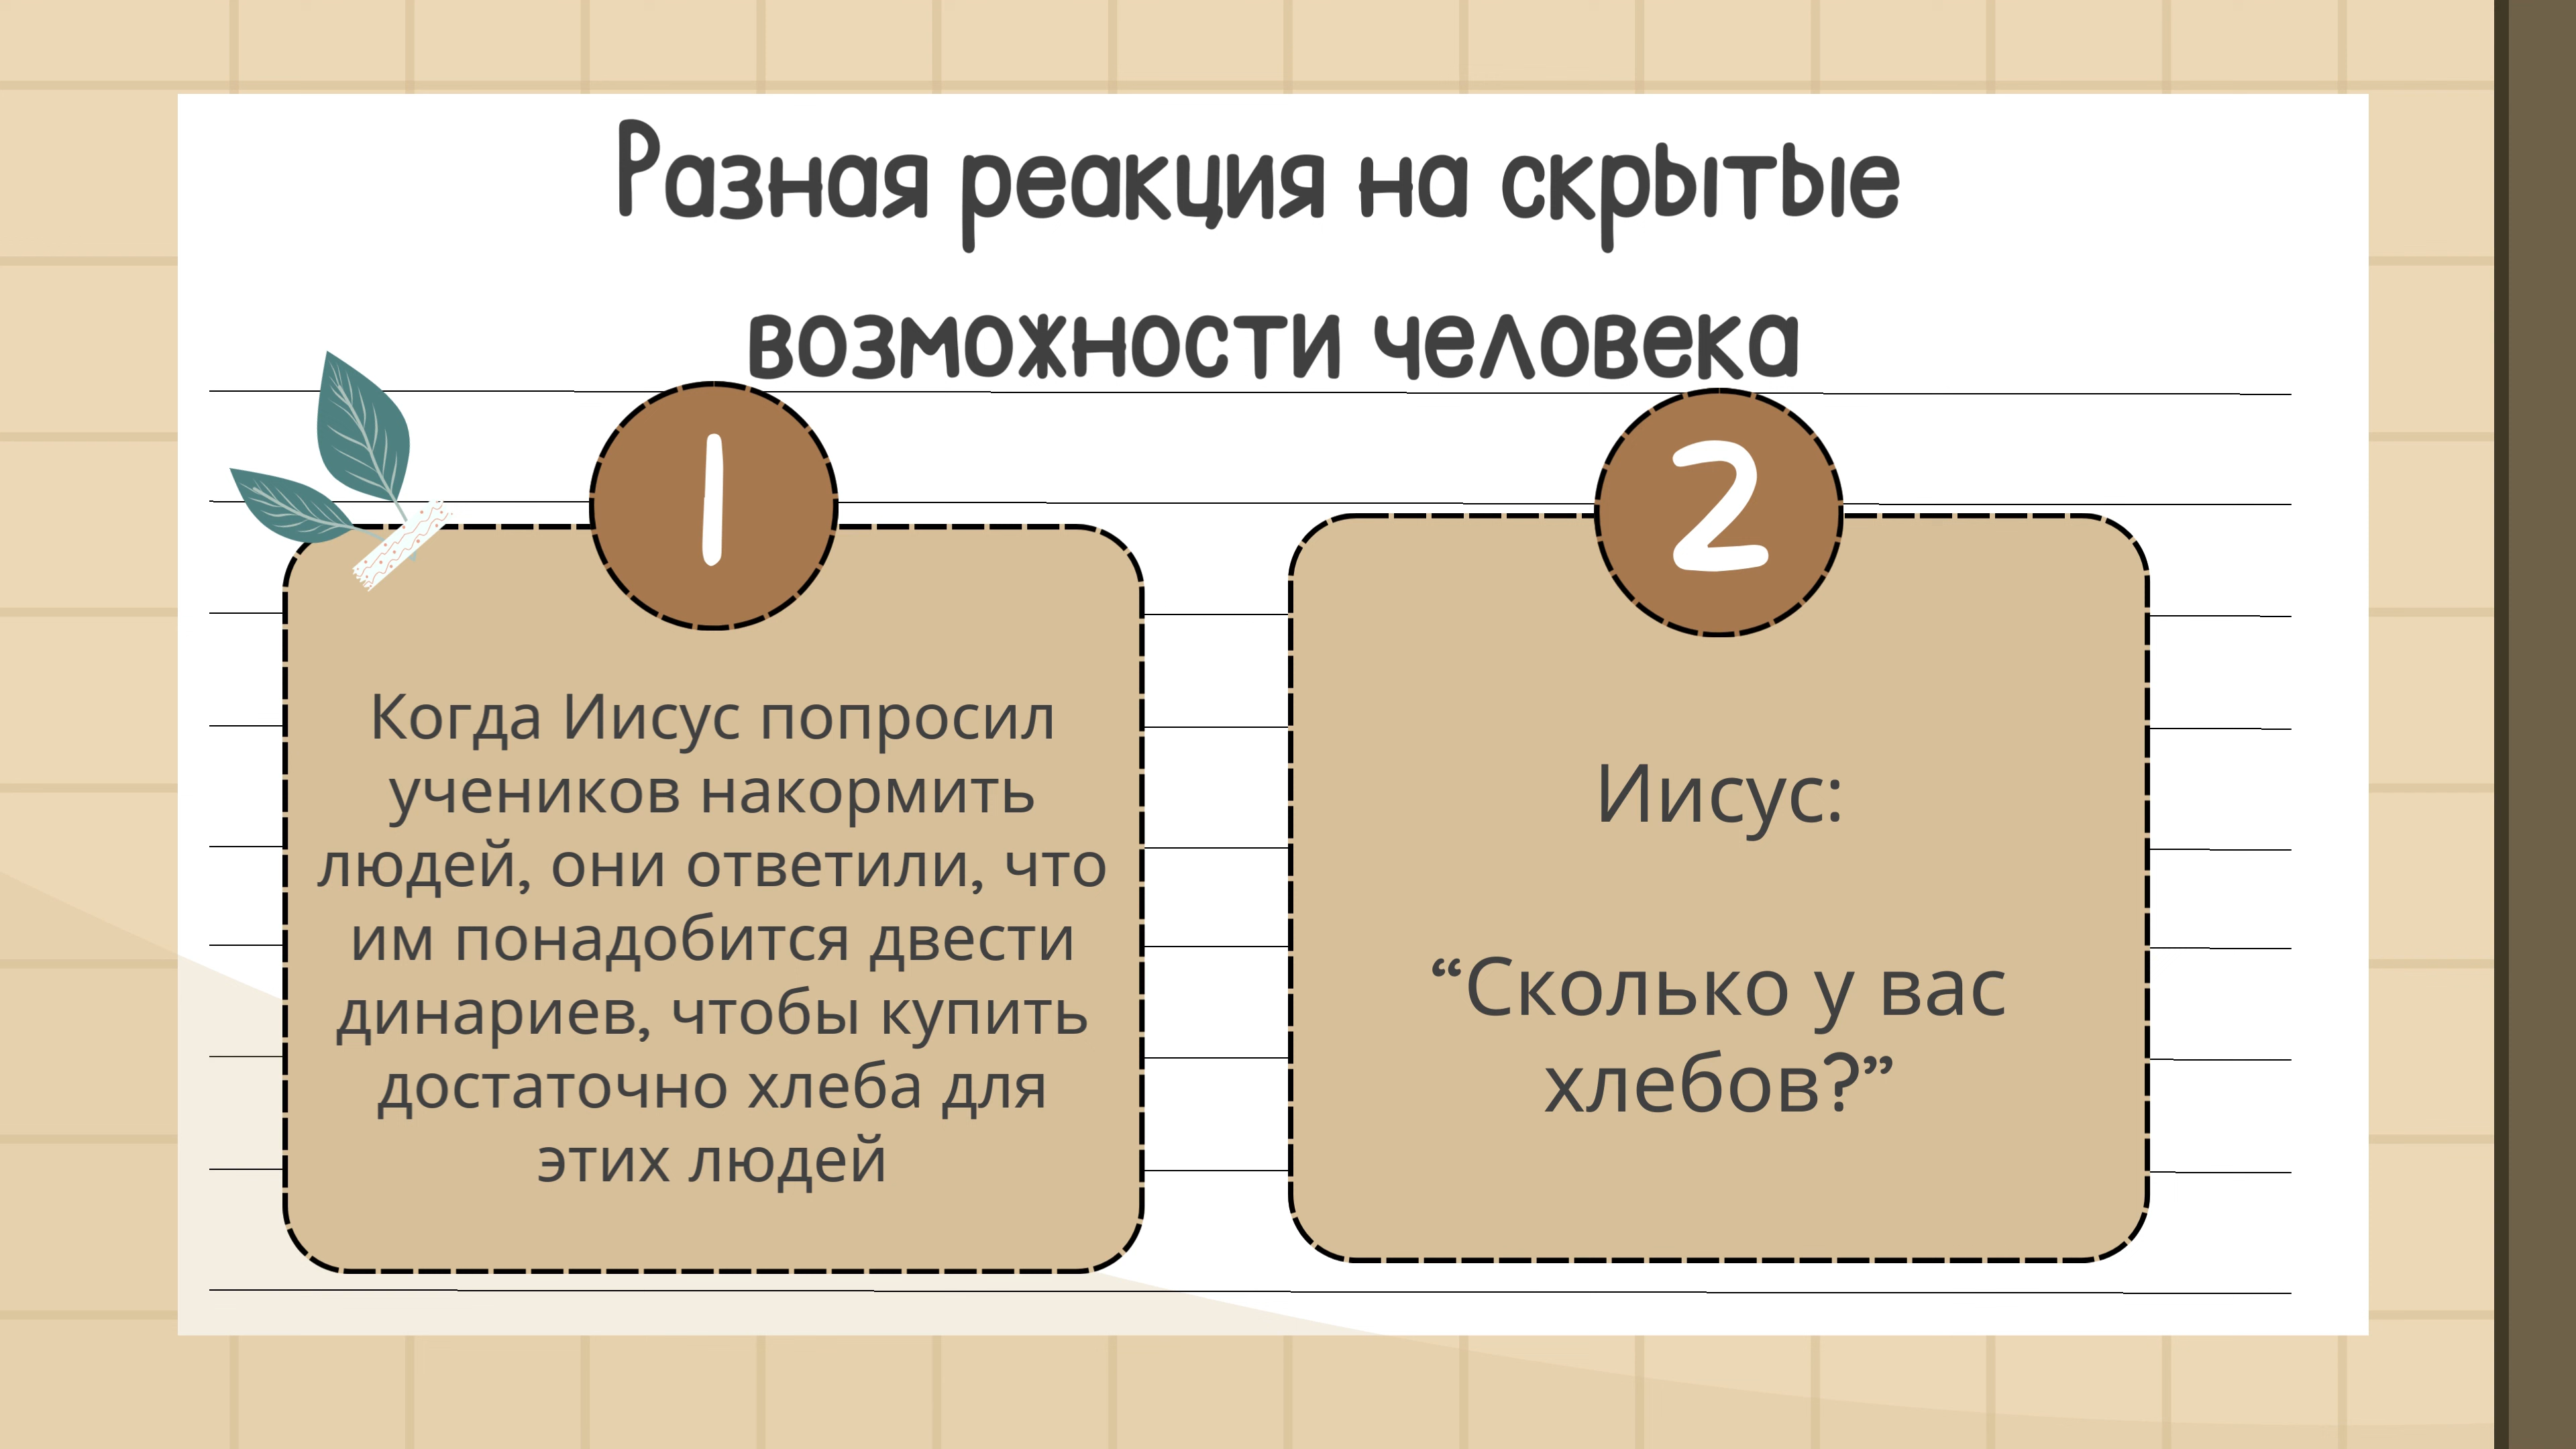 Разная реакция на скрытые
возможности человека
1
Когда Иисус попросил
учеников накормить
людей, они ответили, что
им понадобится двести
динариев, чтобы купить
достаточно хлеба для
этих людей
2
Иисус:
“Сколько у вас
хлебов?”